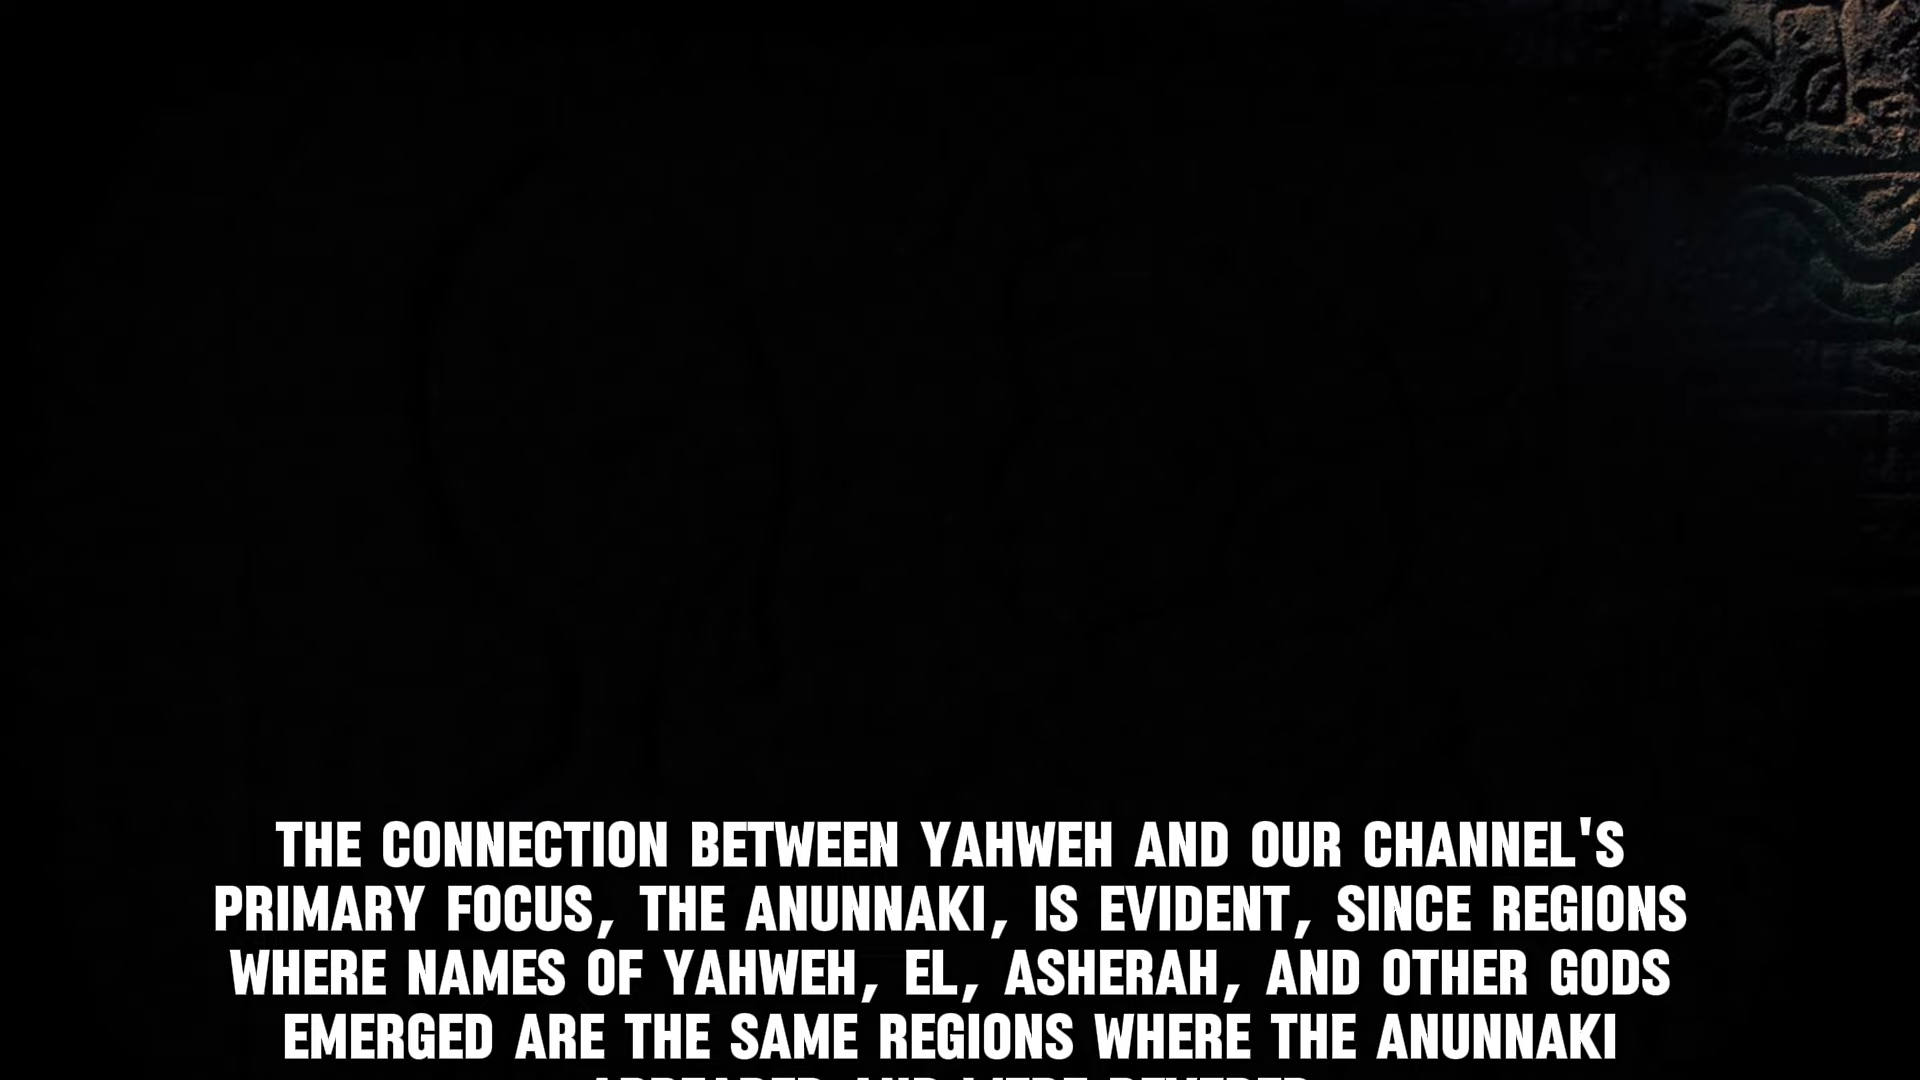 THE CONNECTION BETWEEN YAHWEH AND OUR CHANNEL'S
PRIMARY FOCUS, THE ANUNNAKI, IS EVIDENT, SINCE REGIONS
WHERE NAMES OF YAHWEH, EL, ASHERAH, AND OTHER GODS
EMERGED ARE THE SAME REGIONS WHERE THE ANUNNAKI